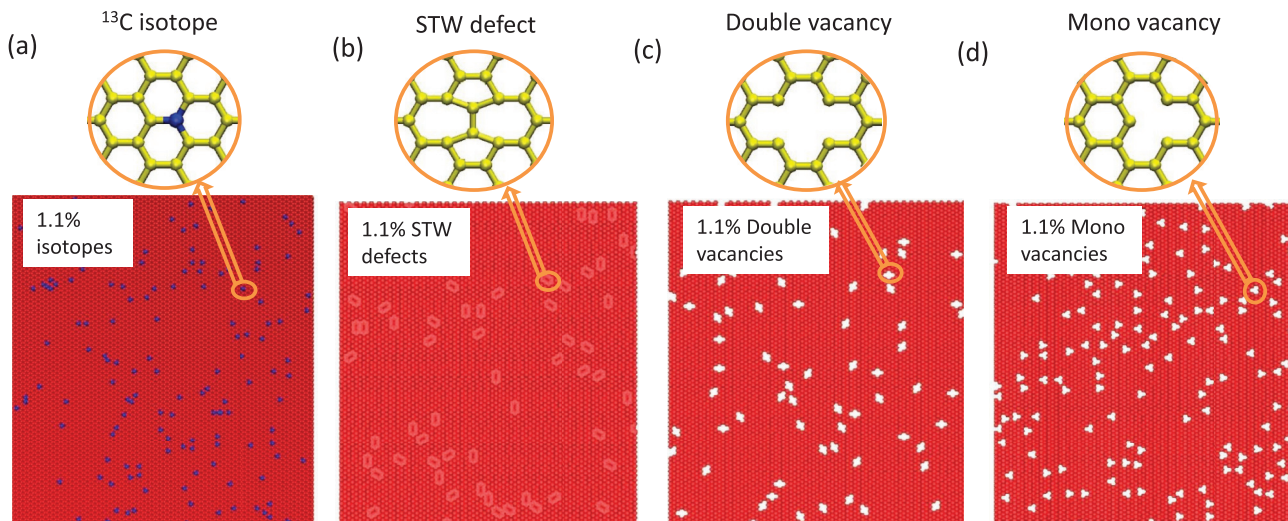 ¹³C isotope
STW defect
Double vacancy
Mono vacancy
(a)
(b)
(c)
(d)
1.1%
isotopes
1.1% STW
defects
1.1% Double
vacancies
1.1% Mono
vacancies